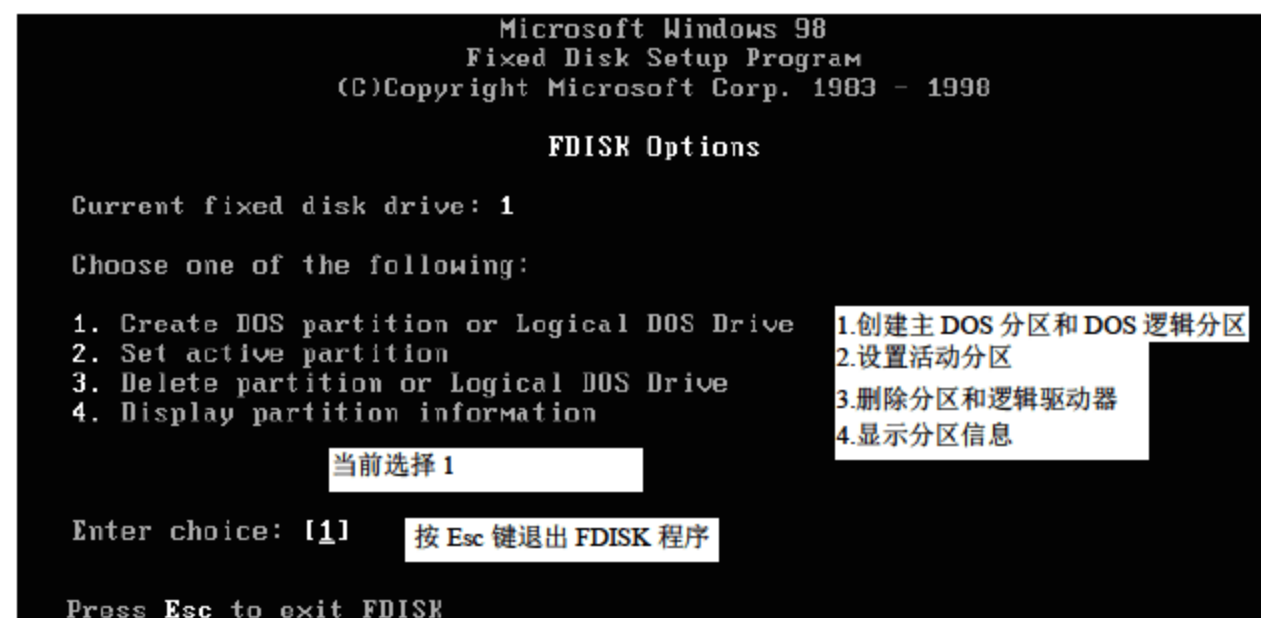 Microsoft Windows 98
Fixed Disk Setup Program
(C)Copyright Microsoft Corp. 1983 - 1998
FDISK Options
Current fixed disk drive: 1
Choose one of the following:
1. Create DOS partition or Logical DOS Drive
2. Set active partition
3. Delete partition or Logical DOS Drive
4. Display partition information
1.创建主 DOS 分区和 DOS 逻辑分区
2.设置活动分区
3.删除分区和逻辑驱动器
4.显示分区信息
当前选择 1
Enter choice: [1]
按 Esc 键退出 FDISK 程序
Press Esc to exit FDISK